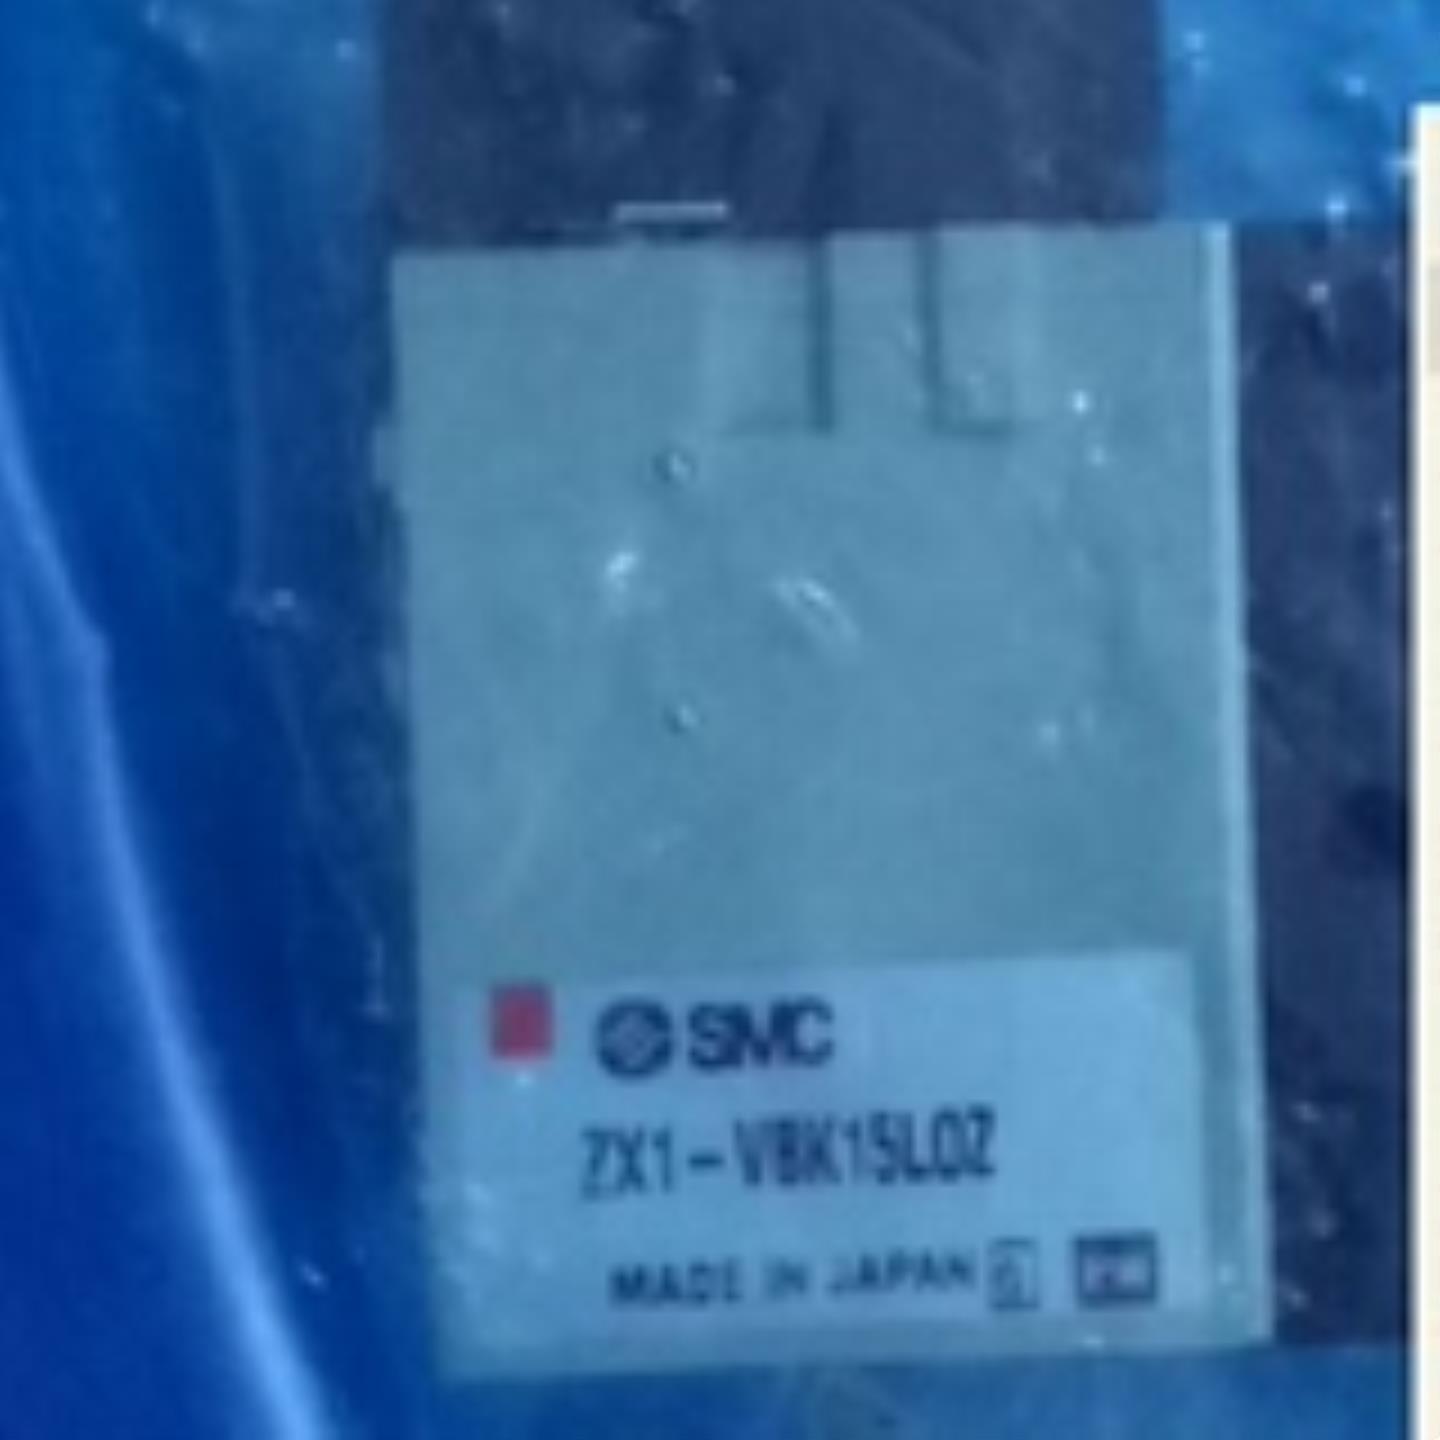 SMC
ZX1-VBK15LOZ
MADE IN JAPAN